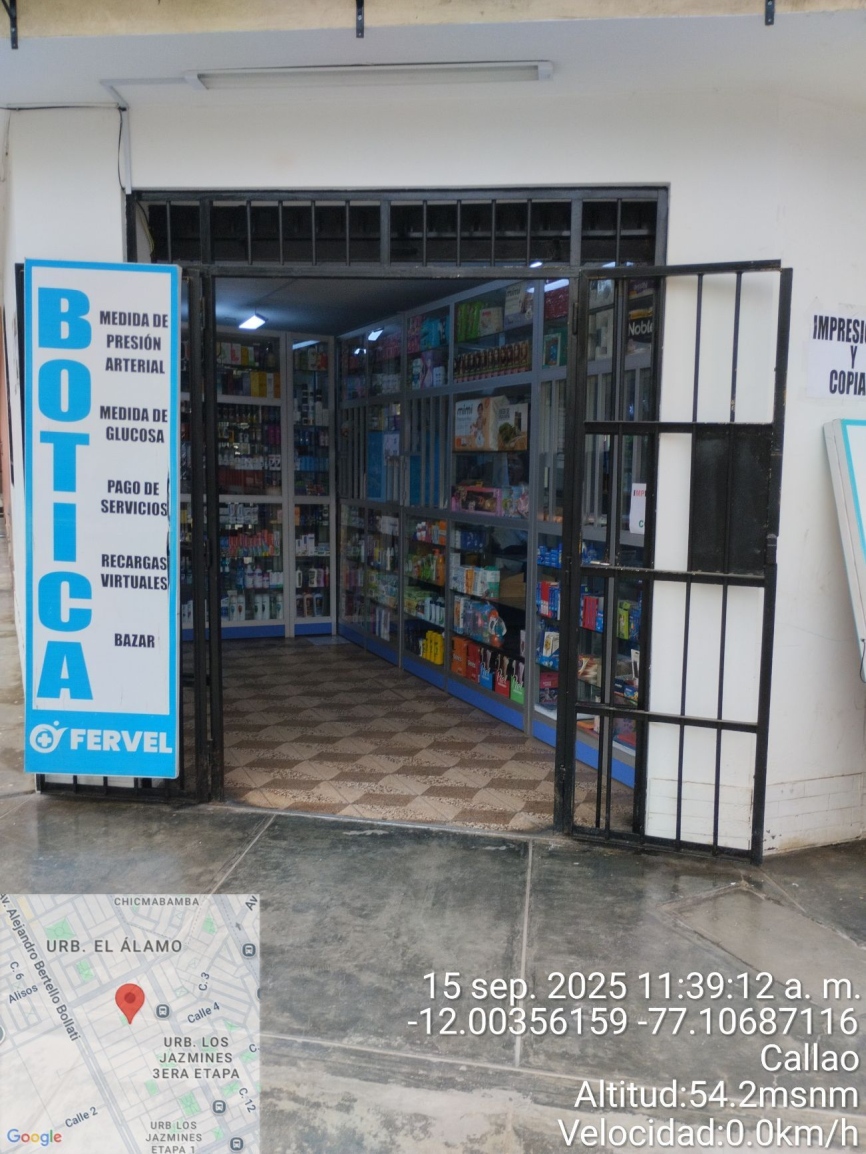 BOTICA
MEDIDA DE
PRESIÓN
ARTERIAL
MEDIDA DE
GLUCOSA
PAGO DE
SERVICIOS
RECARGAS
VIRTUALES
BAZAR
FERVEL
mimi
Noble
IMPRESI
Y
COPIA
CHICMABAMBA
URB. EL ÁLAMO
Av. Alejandro Bertello Bollati
Av
C. 6
Alisos
C. 3
Calle 4
URB. LOS
JAZMINES
3ERA ETAPA
C. 12
Calle 2
URB LOS
JAZMINES
ETAPA 1
Google
15 sep. 2025 11:39:12 a. m.
-12.00356159 -77.10687116
Callao
Altitud:54.2msnm
Velocidad:0.0km/h